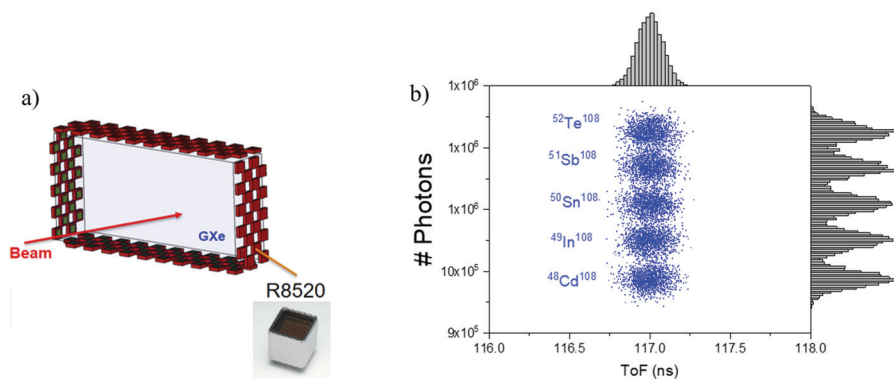 a)
GXe
Beam
R8520
b)
# Photons
1x10⁶
1x10⁶
1x10⁶
10x10⁵
9x10⁵
⁵²Te¹⁰⁸
⁵¹Sb¹⁰⁸
⁵⁰Sn¹⁰⁸
⁴⁹In¹⁰⁸
⁴⁸Cd¹⁰⁸
116.0 116.5 117.0 117.5 118.0
ToF (ns)